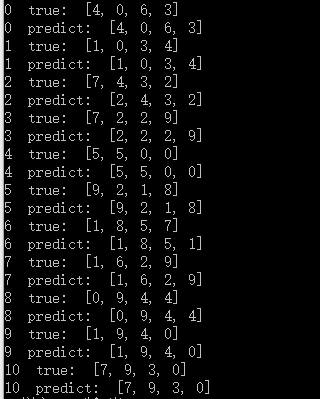 0  true:  [4, 0, 6, 3]
0  predict:  [4, 0, 6, 3]
1  true:  [1, 0, 3, 4]
1  predict:  [1, 0, 3, 4]
2  true:  [7, 4, 3, 2]
2  predict:  [2, 4, 3, 2]
3  true:  [7, 2, 2, 9]
3  predict:  [2, 2, 2, 9]
4  true:  [5, 5, 0, 0]
4  predict:  [5, 5, 0, 0]
5  true:  [9, 2, 1, 8]
5  predict:  [9, 2, 1, 8]
6  true:  [1, 8, 5, 7]
6  predict:  [1, 8, 5, 1]
7  true:  [1, 6, 2, 9]
7  predict:  [1, 6, 2, 9]
8  true:  [0, 9, 4, 4]
8  predict:  [0, 9, 4, 4]
9  true:  [1, 9, 4, 0]
9  predict:  [1, 9, 4, 0]
10  true:  [7, 9, 3, 0]
10  predict:  [7, 9, 3, 0]